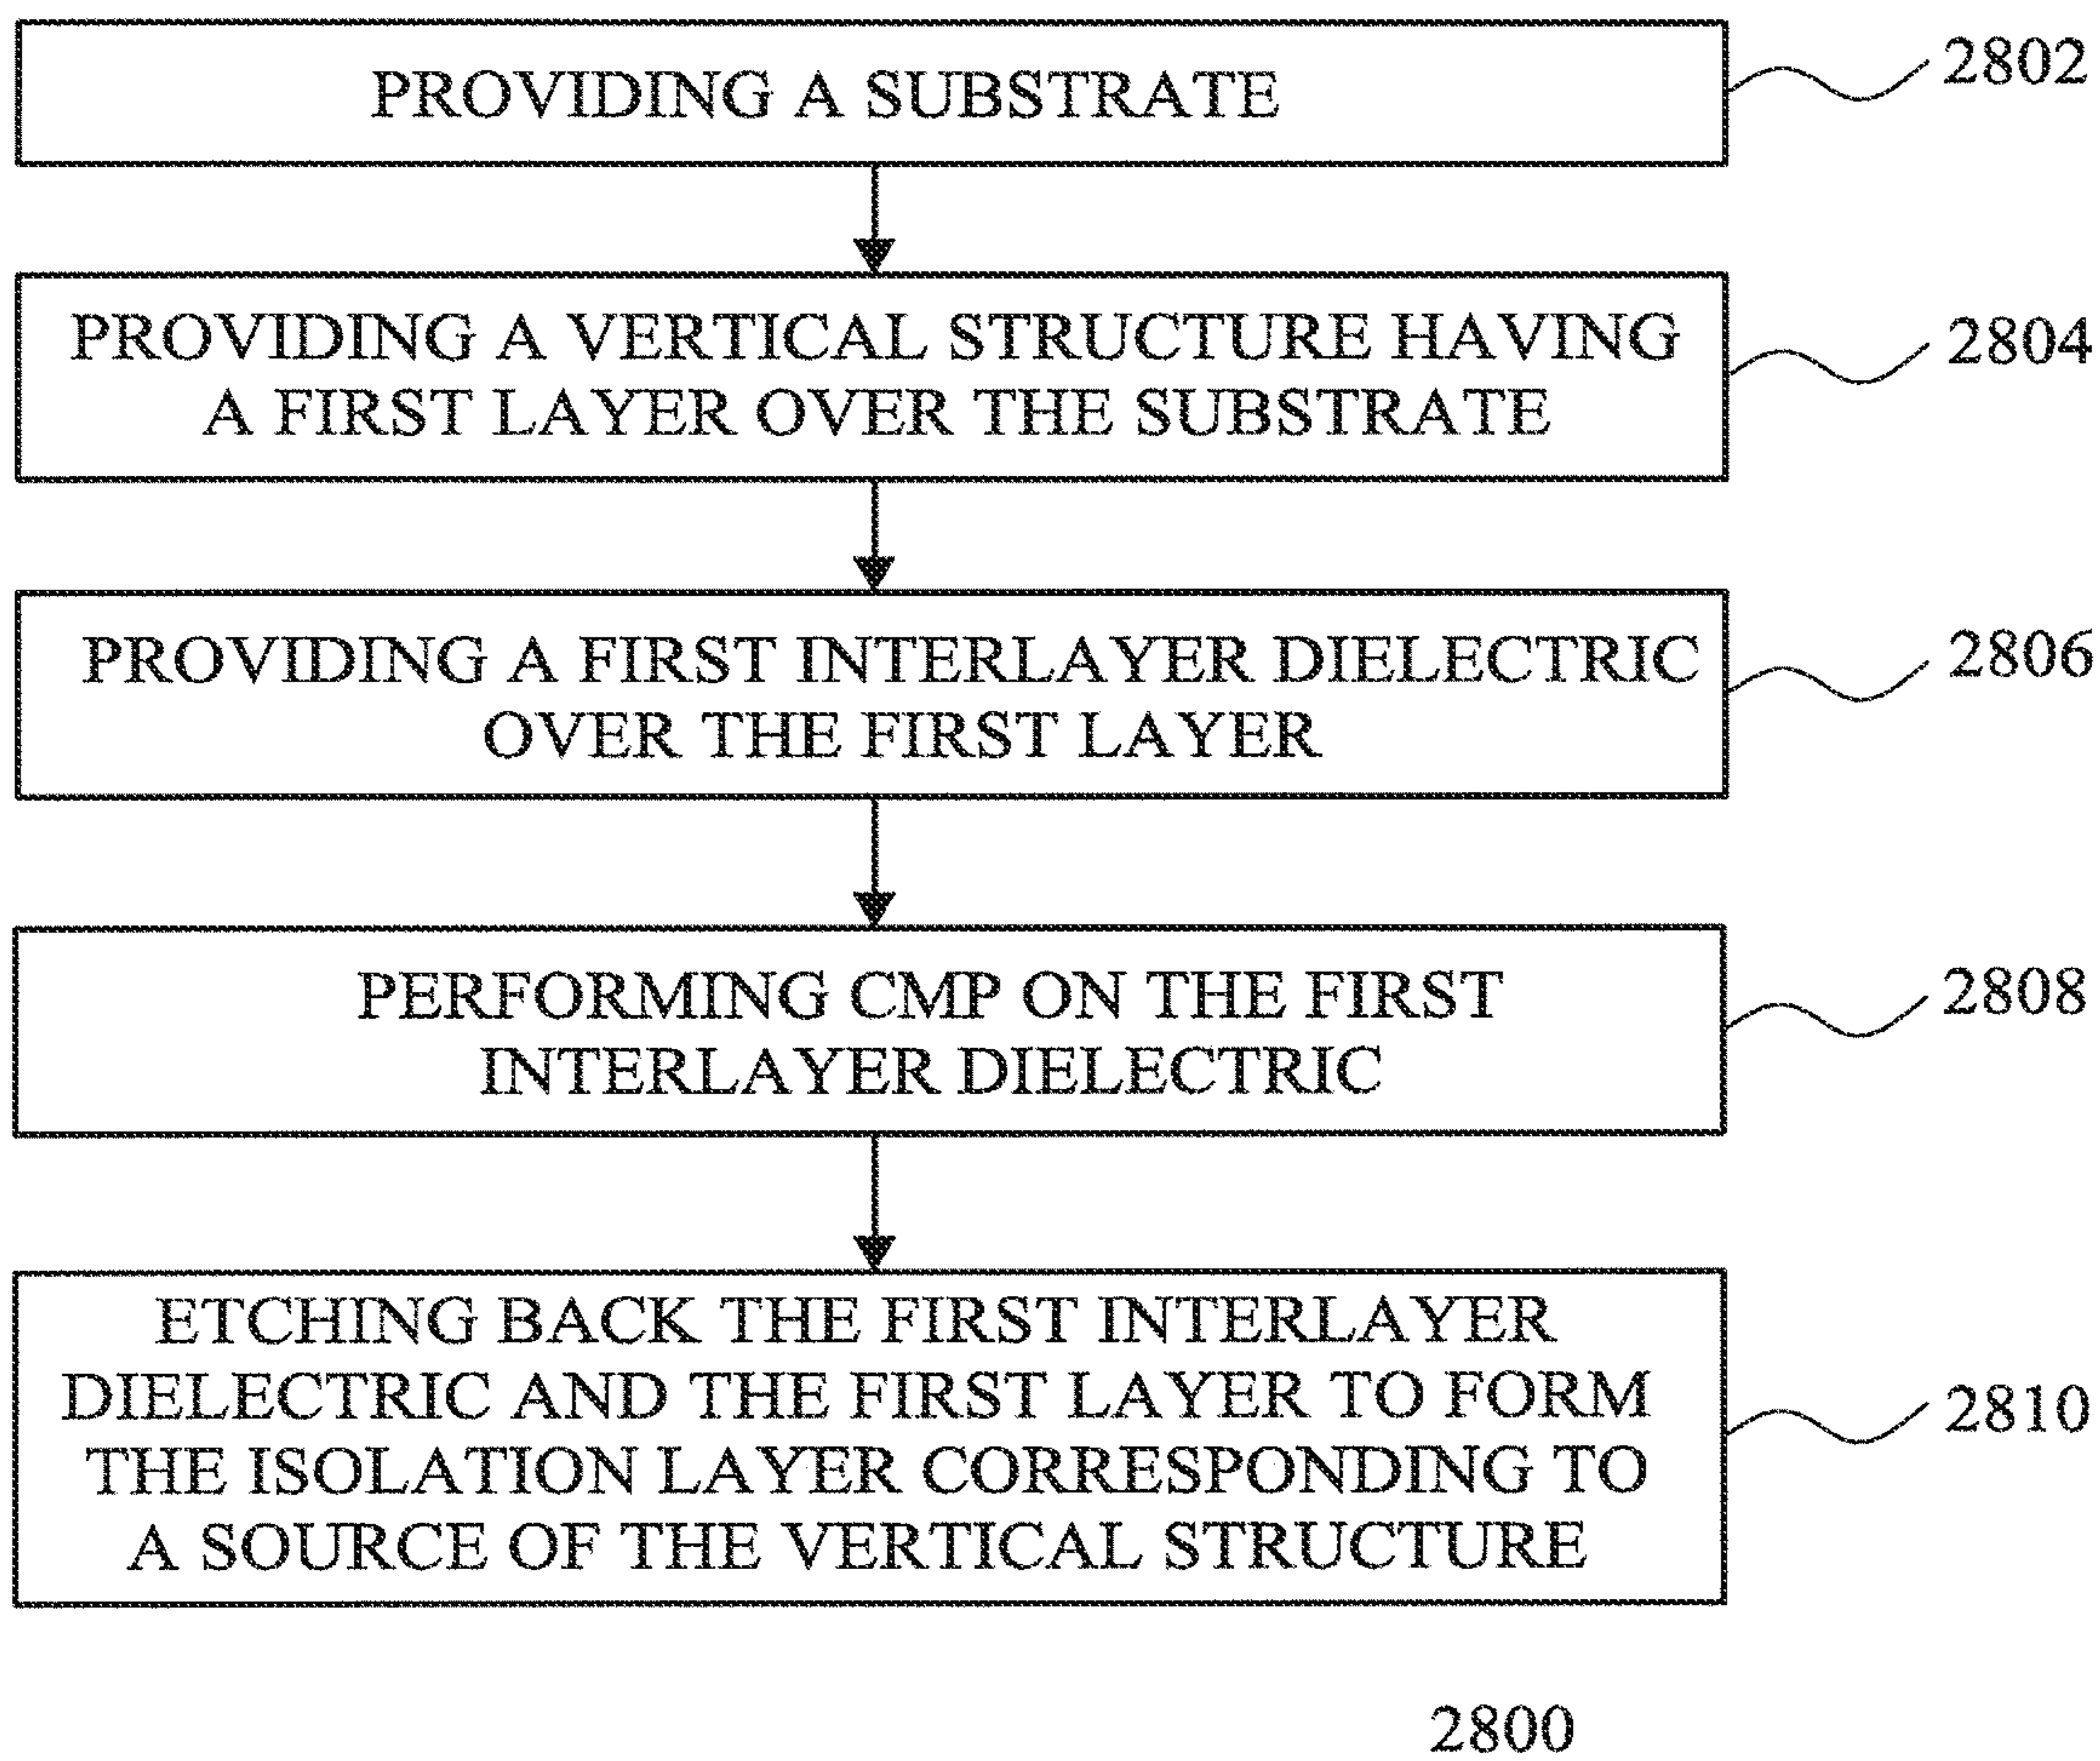 PROVIDING A SUBSTRATE
2802
PROVIDING A VERTICAL STRUCTURE HAVING
A FIRST LAYER OVER THE SUBSTRATE
2804
PROVIDING A FIRST INTERLAYER DIELECTRIC
OVER THE FIRST LAYER
2806
PERFORMING CMP ON THE FIRST
INTERLAYER DIELECTRIC
2808
ETCHING BACK THE FIRST INTERLAYER
DIELECTRIC AND THE FIRST LAYER TO FORM
THE ISOLATION LAYER CORRESPONDING TO
A SOURCE OF THE VERTICAL STRUCTURE
2810
2800